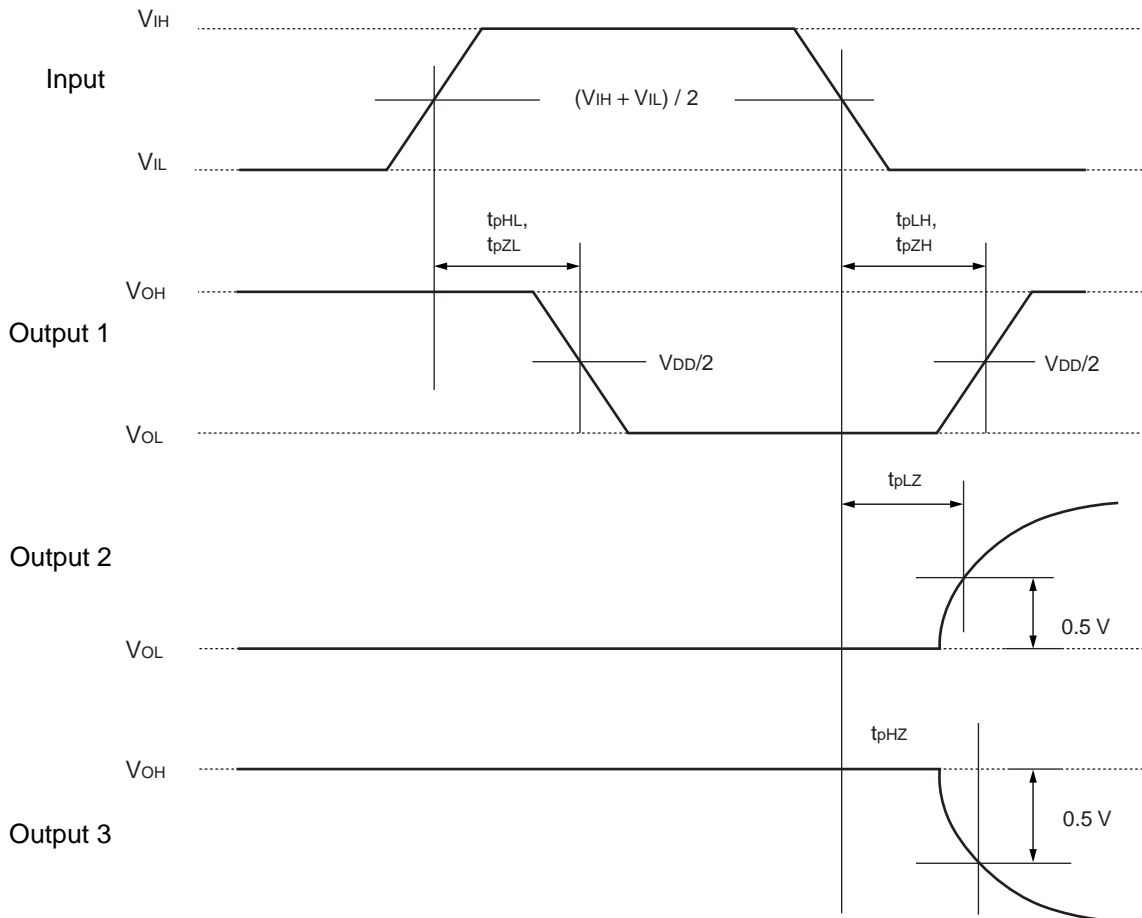 VIH
Input
(VIH + VIL) / 2
VIL
tpHL,
tpZL
tpLH,
tpZH
VOH
Output 1
VDD/2
VDD/2
VOL
tpLZ
Output 2
0.5 V
VOL
tpHZ
VOH
0.5 V
Output 3